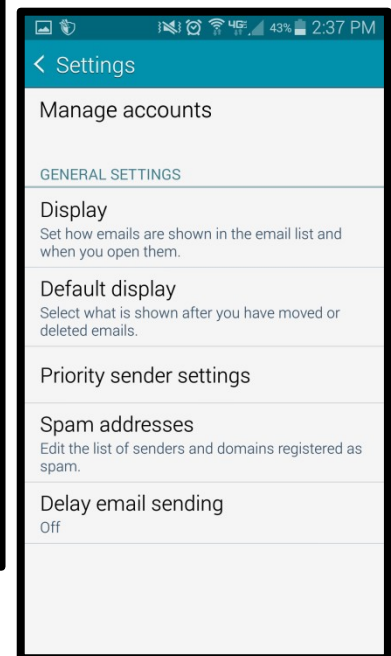 4GE 43% 2:37 PM
< Settings
Manage accounts
GENERAL SETTINGS
Display
Set how emails are shown in the email list and
when you open them.
Default display
Select what is shown after you have moved or
deleted emails.
Priority sender settings
Spam addresses
Edit the list of senders and domains registered as
spam.
Delay email sending
Off